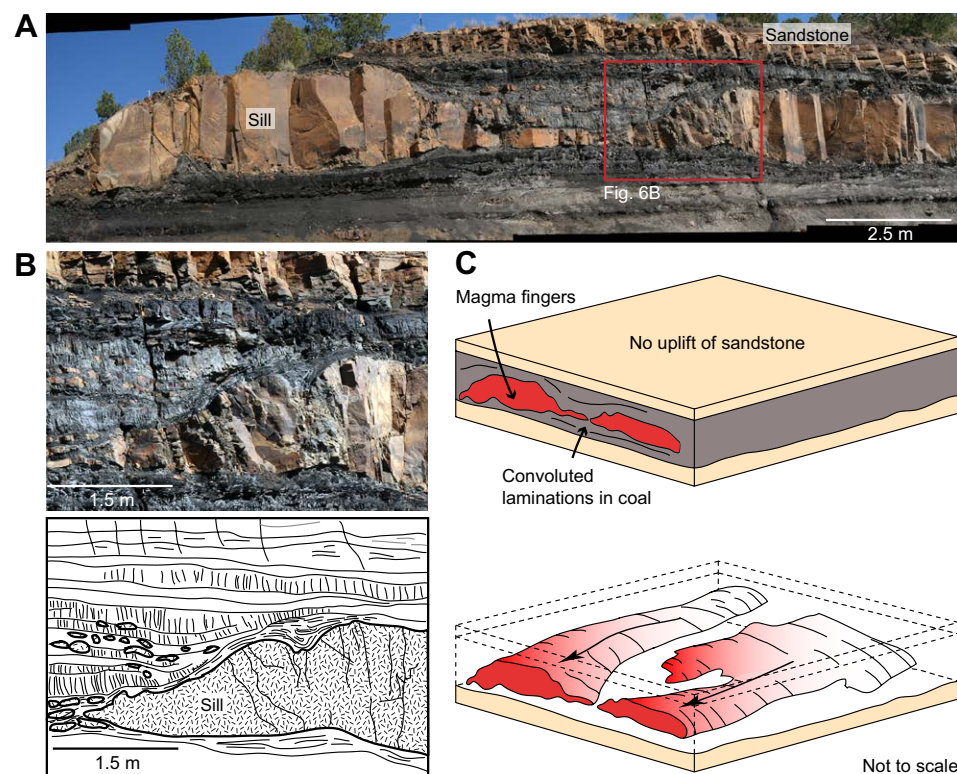 A
Sandstone
Sill
Fig. 6B
2.5 m
B
1.5 m
Sill
1.5 m
C
Magma fingers
No uplift of sandstone
Convoluted
laminations in coal
Not to scale